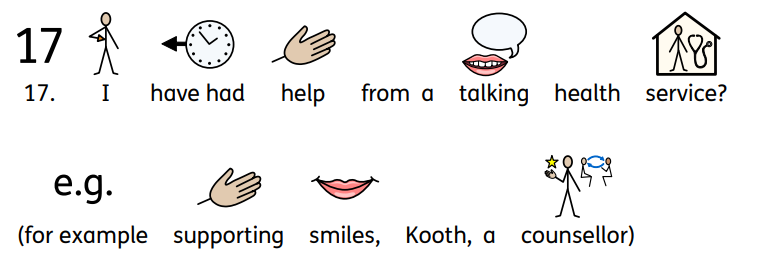 17
17. I have had help from a talking health service?
e.g.
(for example supporting smiles, Kooth, a counsellor)